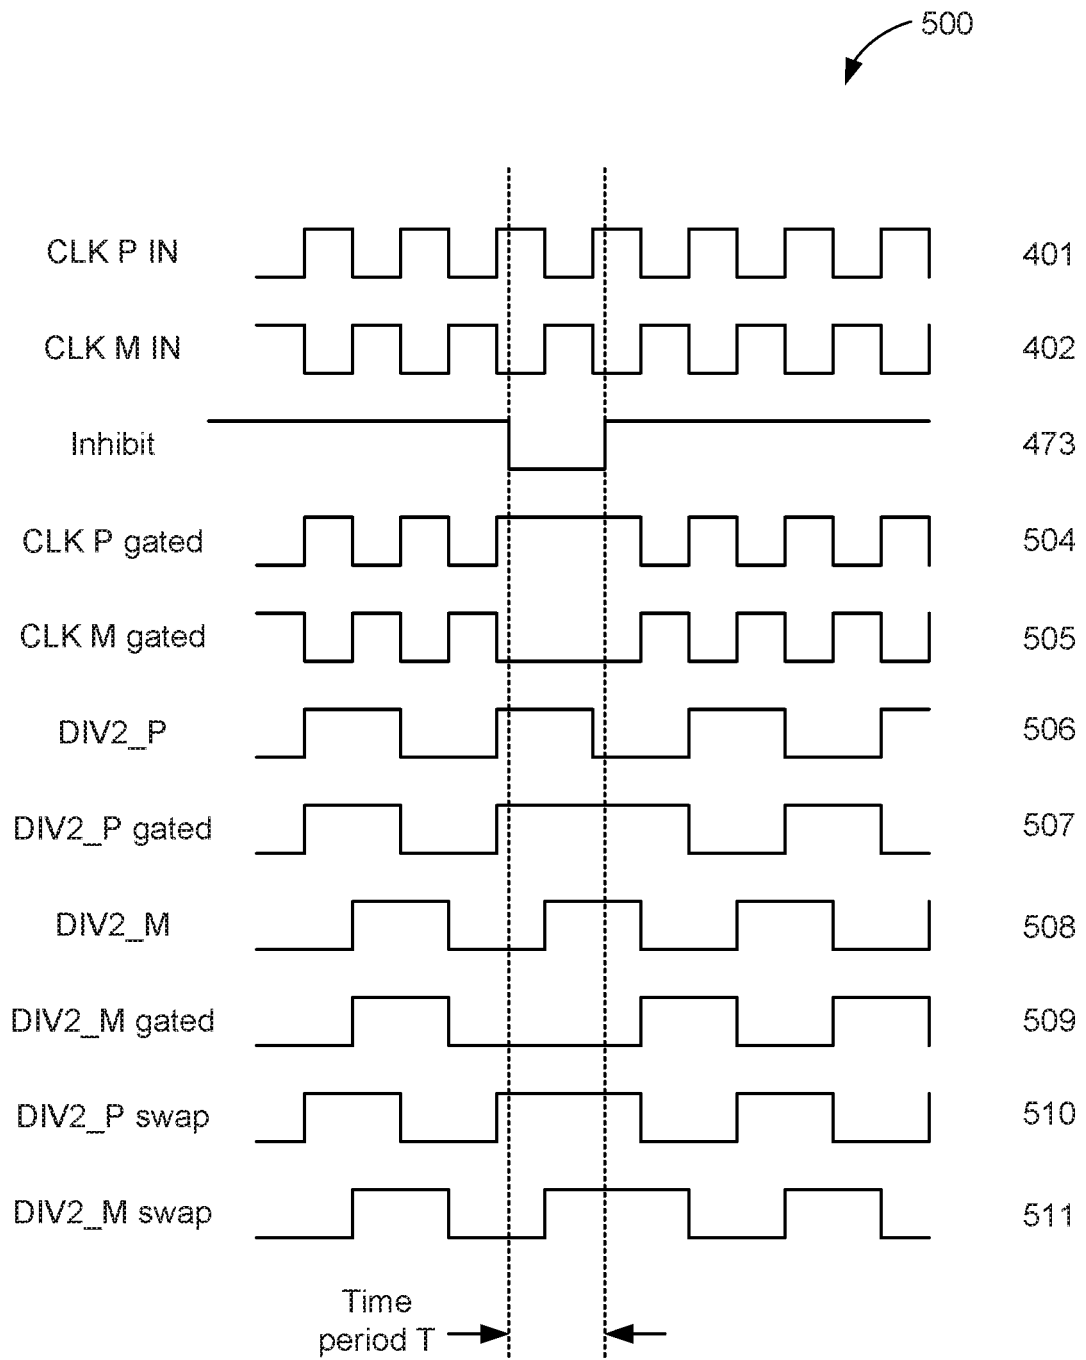 500
CLK P IN 401
CLK M IN 402
Inhibit 473
CLK P gated 504
CLK M gated 505
DIV2_P 506
DIV2_P gated 507
DIV2_M 508
DIV2_M gated 509
DIV2_P swap 510
DIV2_M swap 511
Time
period T